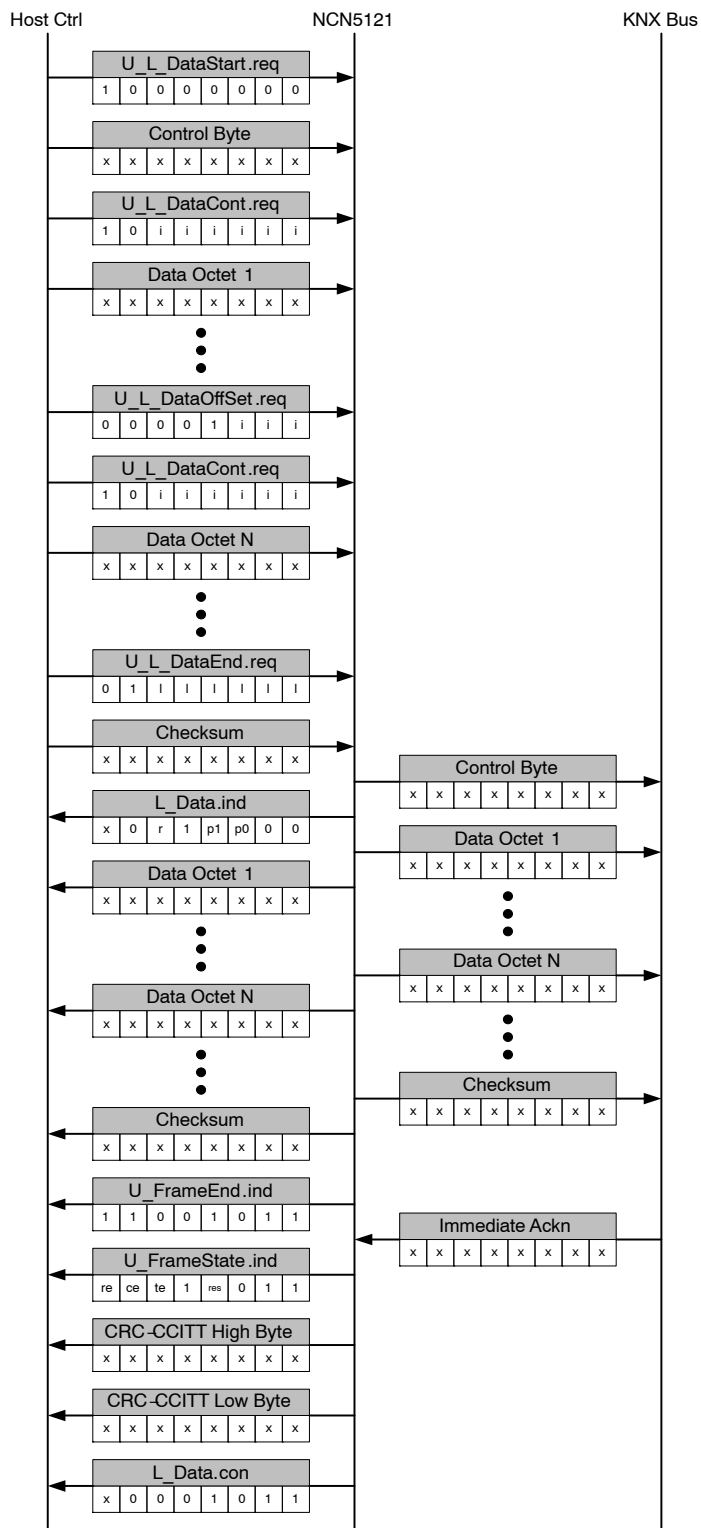 Host Ctrl NCN5121 KNX Bus
U_L_DataStart.req
1 0 0 0 0 0 0 0
Control Byte
x x x x x x x x
U_L_DataCont.req
1 0 i i i i i i
Data Octet 1
x x x x x x x x
U_L_DataOffSet.req
0 0 0 0 1 i i i
U_L_DataCont.req
1 0 i i i i i i
Data Octet N
x x x x x x x x
U_L_DataEnd.req
0 1 l l l l l l
Checksum
x x x x x x x x
Control Byte
x x x x x x x x
L_Data.ind
x 0 r 1 p1 p0 0 0
Data Octet 1
x x x x x x x x
Data Octet 1
x x x x x x x x
Data Octet N
x x x x x x x x
Data Octet N
x x x x x x x x
Checksum
x x x x x x x x
Checksum
x x x x x x x x
U_FrameEnd.ind
1 1 0 0 1 0 1 1
Immediate Ackn
x x x x x x x x
U_FrameState.ind
re ce te 1 res 0 1 1
CRC-CCITT High Byte
x x x x x x x x
CRC-CCITT Low Byte
x x x x x x x x
L_Data.con
x 0 0 0 1 0 1 1